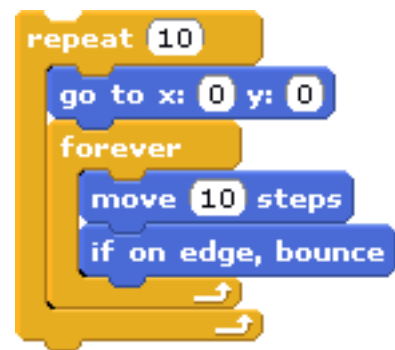 repeat 10
go to x: 0 y: 0
forever
move 10 steps
if on edge, bounce